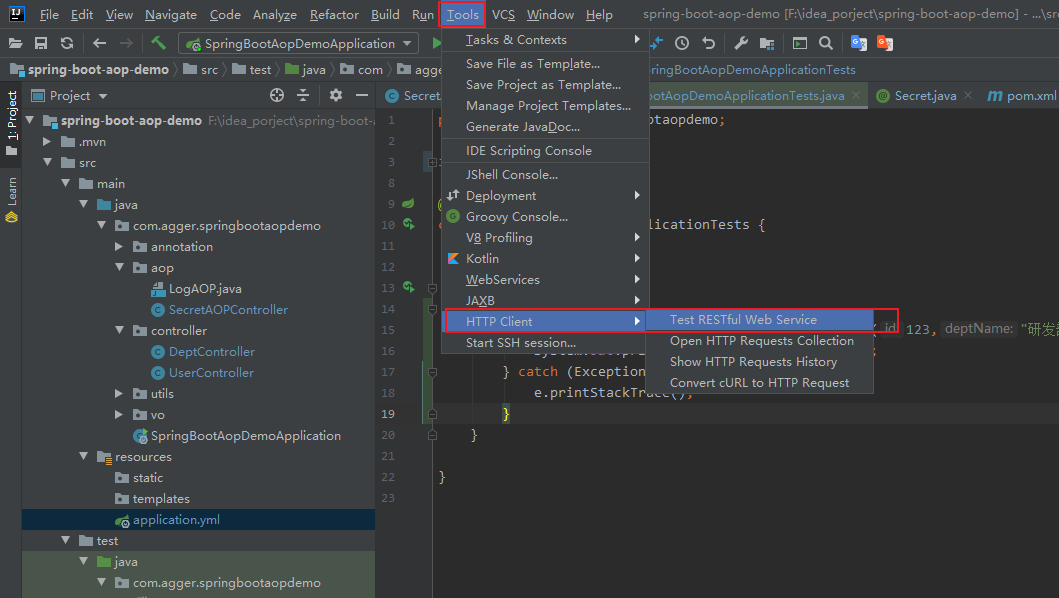 File Edit View Navigate Code Analyze Refactor Build Run Tools VCS Window Help spring-boot-aop-demo [F:\idea_porject\spring-boot-aop-demo] - ...\src
SpringBootAopDemoApplication
spring-boot-aop-demo src test java com agge ringBootAopDemoApplicationTests
Project
Secret. ootAopDemoApplicationTests.java Secret.java pom.xml
1: Project
Learn
spring-boot-aop-demo F:\idea_porject\spring-boot-
.mvn
src
main
java
com.agger.springbootaopdemo
annotation
aop
LogAOP.java
SecretAOPController
controller
DeptController
UserController
utils
vo
SpringBootAopDemoApplication
resources
static
templates
application.yml
test
java
com.agger.springbootaopdemo
Tasks & Contexts
Save File as Template...
Save Project as Template...
Manage Project Templates...
Generate JavaDoc...
IDE Scripting Console
JShell Console...
Deployment
Groovy Console...
V8 Profiling
Kotlin
WebServices
JAXB
HTTP Client
Start SSH session...
Test RESTful Web Service
Open HTTP Requests Collection
Show HTTP Requests History
Convert cURL to HTTP Request
1 otaopdemo;
2
3
8
9
10 licationTests {
11
12
13
14
15 ( id: 123, deptName: "研发
16 ;
17 } catch (Exception
18 e.printStackTrace();
19 }
20 }
21
22 }
23